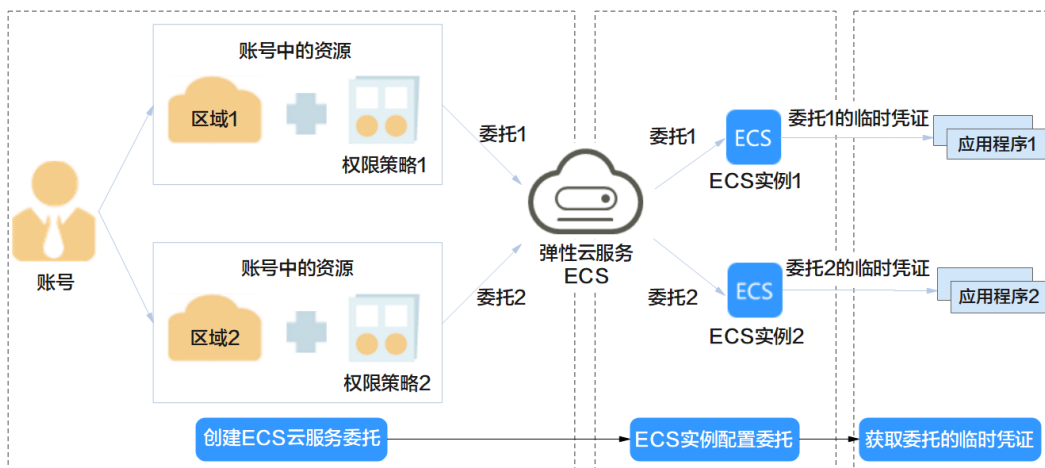 账号中的资源
区域1
权限策略1
账号
账号中的资源
区域2
权限策略2
委托1
委托2
弹性云服务
ECS
委托1
委托2
ECS
ECS实例1
ECS
ECS实例2
委托1的临时凭证
应用程序1
委托2的临时凭证
应用程序2
创建ECS云服务委托
ECS实例配置委托
获取委托的临时凭证